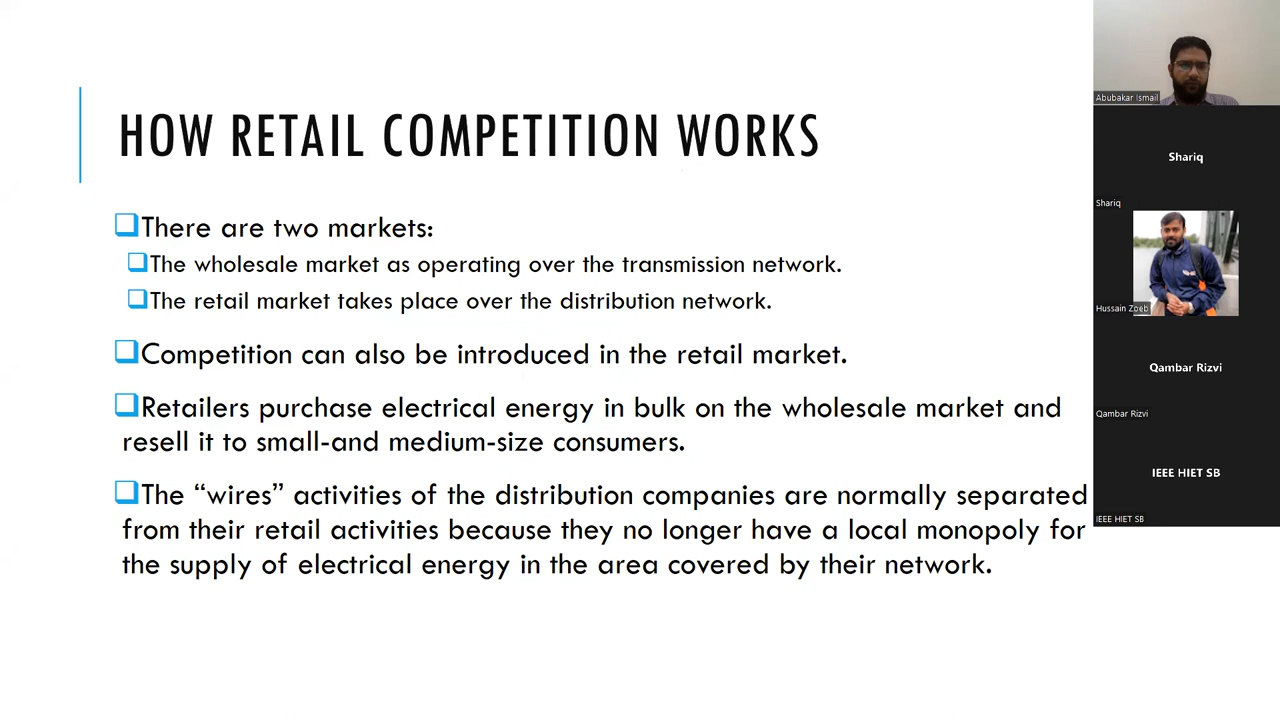 HOW RETAIL COMPETITION WORKS
There are two markets:
The wholesale market as operating over the transmission network.
The retail market takes place over the distribution network.
Competition can also be introduced in the retail market.
Retailers purchase electrical energy in bulk on the wholesale market and
resell it to small-and medium-size consumers.
The “wires” activities of the distribution companies are normally separated
from their retail activities because they no longer have a local monopoly for
the supply of electrical energy in the area covered by their network.
Abubakar Ismail
Shariq
Shariq
Hussain Zoeb
Qambar Rizvi
Qambar Rizvi
IEEE HIET SB
IEEE HIET SB